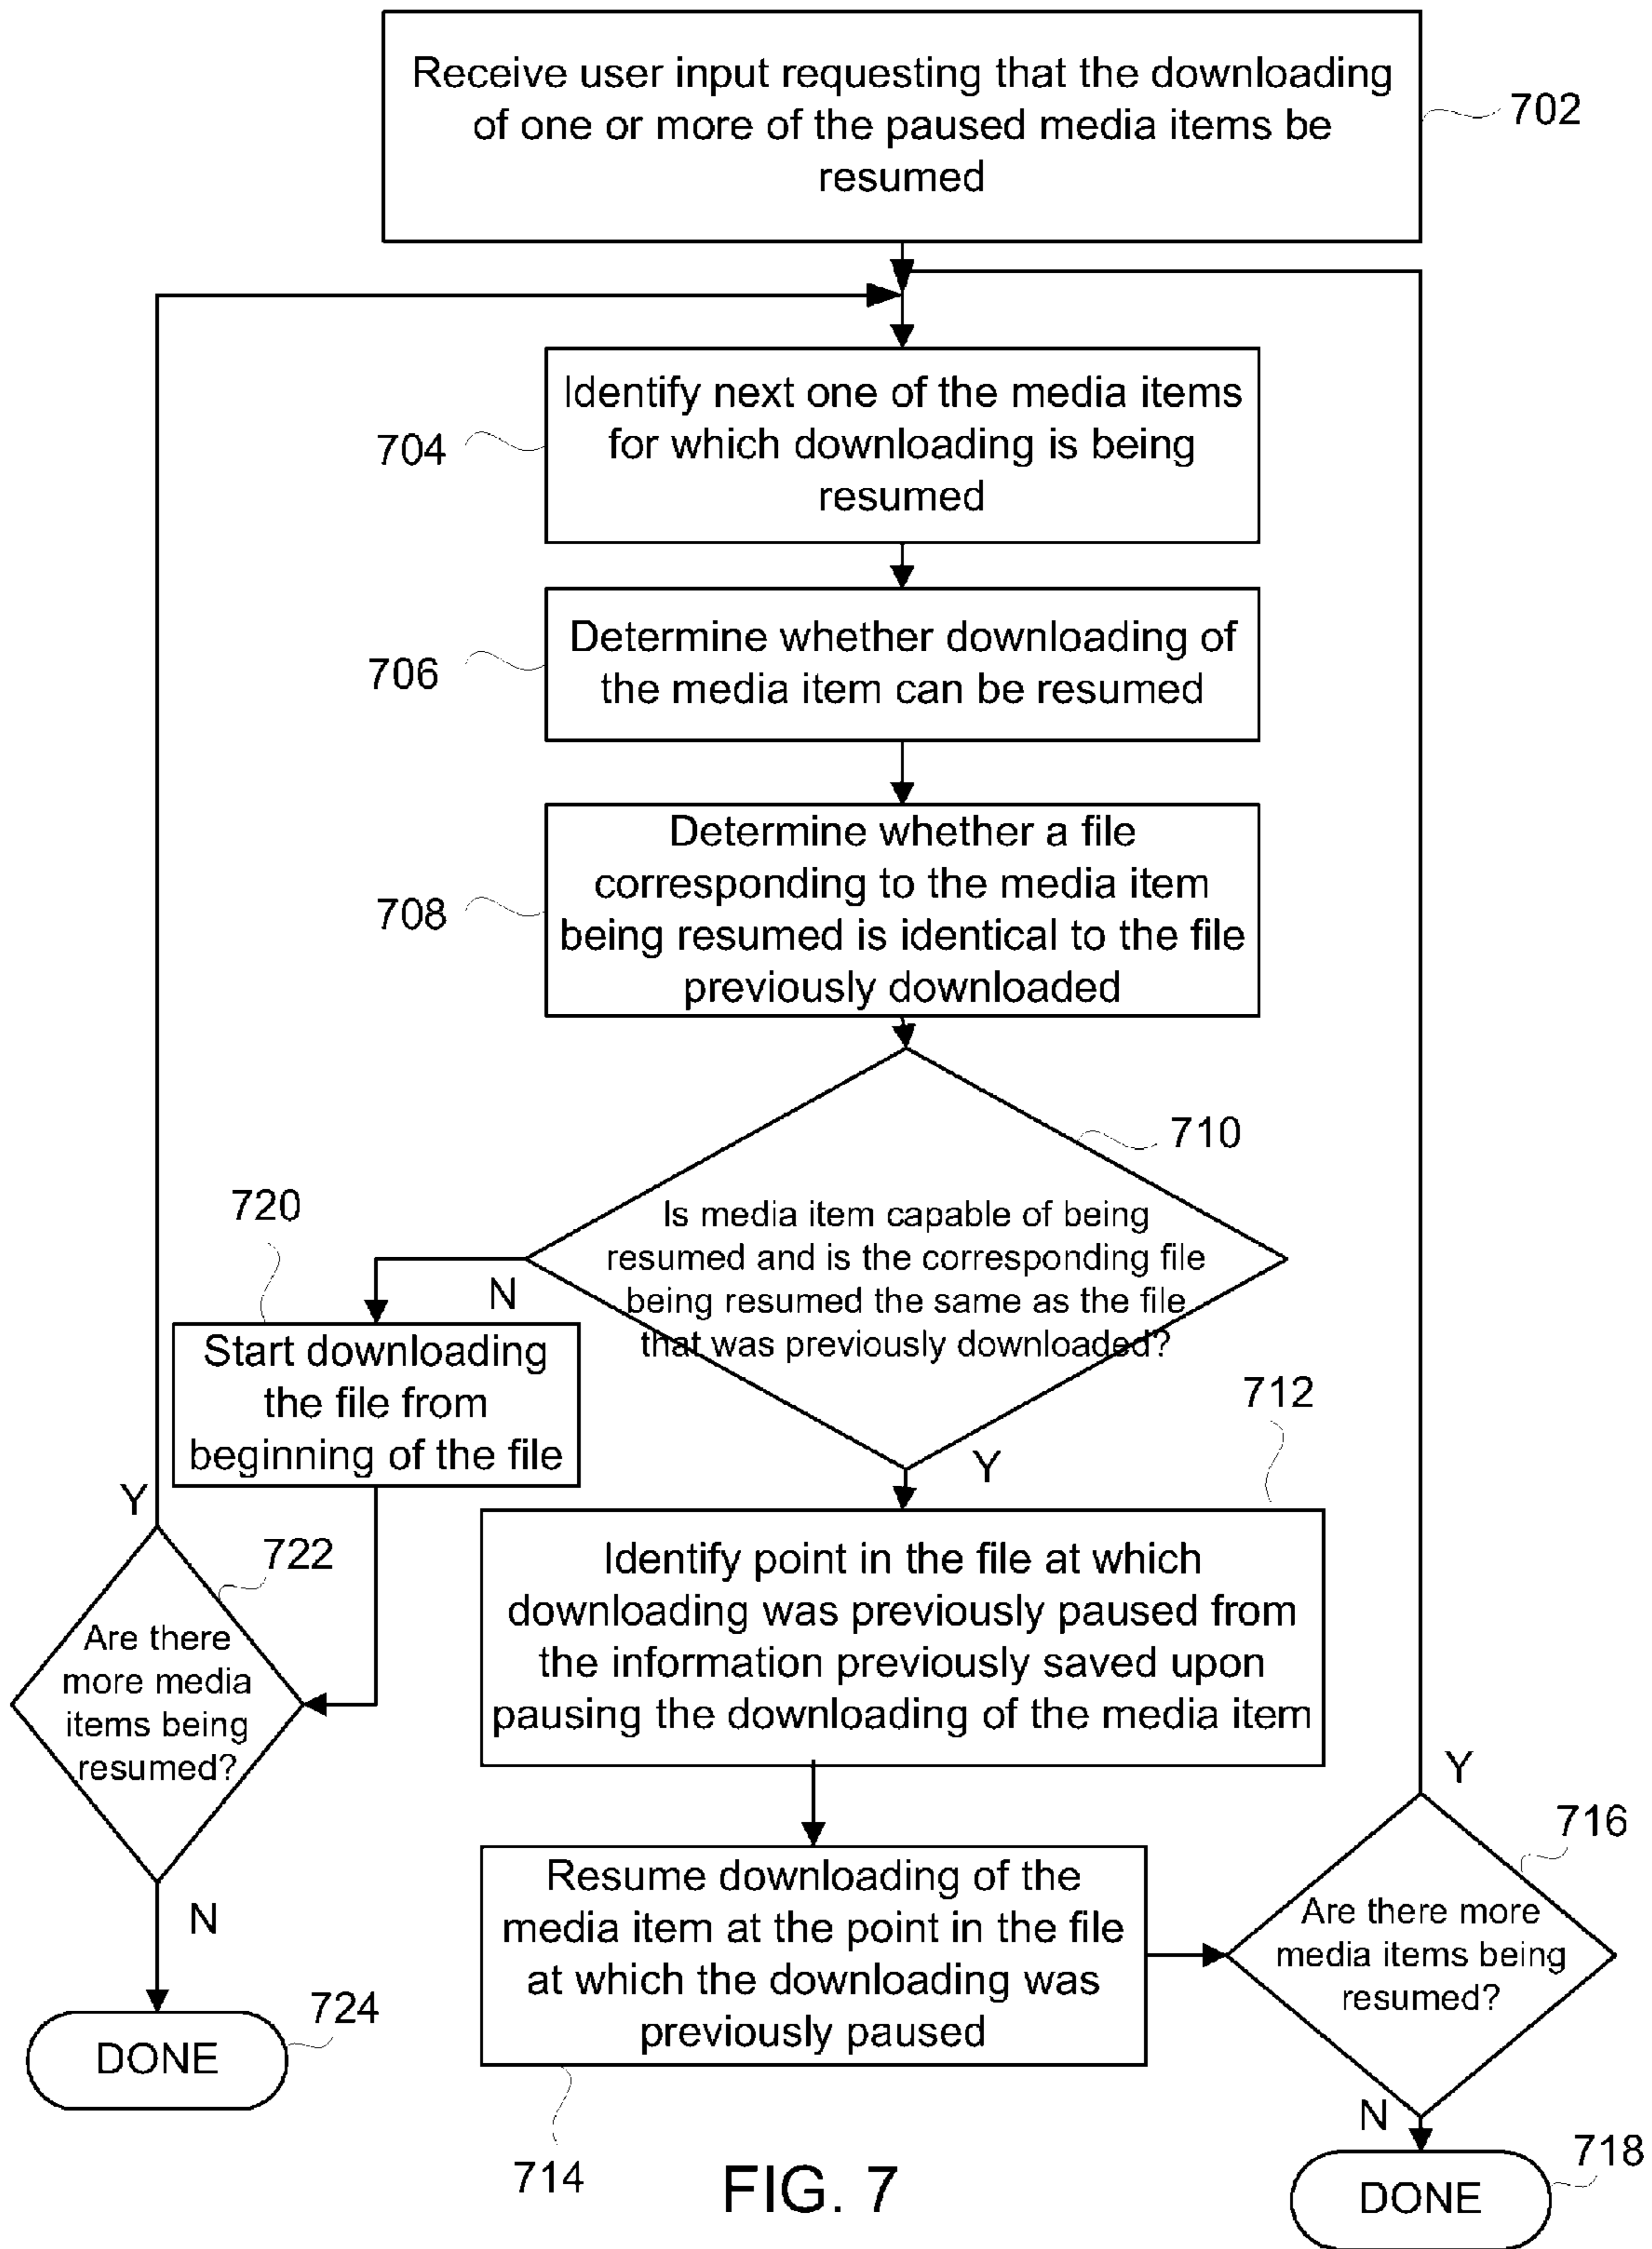 Receive user input requesting that the downloading
of one or more of the paused media items be
resumed
702
Identify next one of the media items
for which downloading is being
resumed
704
Determine whether downloading of
the media item can be resumed
706
Determine whether a file
corresponding to the media item
being resumed is identical to the file
previously downloaded
708
710
Is media item capable of being
resumed and is the corresponding file
being resumed the same as the file
that was previously downloaded?
N
720
Start downloading
the file from
beginning of the file
Y
712
Identify point in the file at which
downloading was previously paused from
the information previously saved upon
pausing the downloading of the media item
Y
722
Are there
more media
items being
resumed?
N
724
DONE
Resume downloading of the
media item at the point in the file
at which the downloading was
previously paused
714
Y
716
Are there more
media items being
resumed?
N
718
DONE
FIG. 7